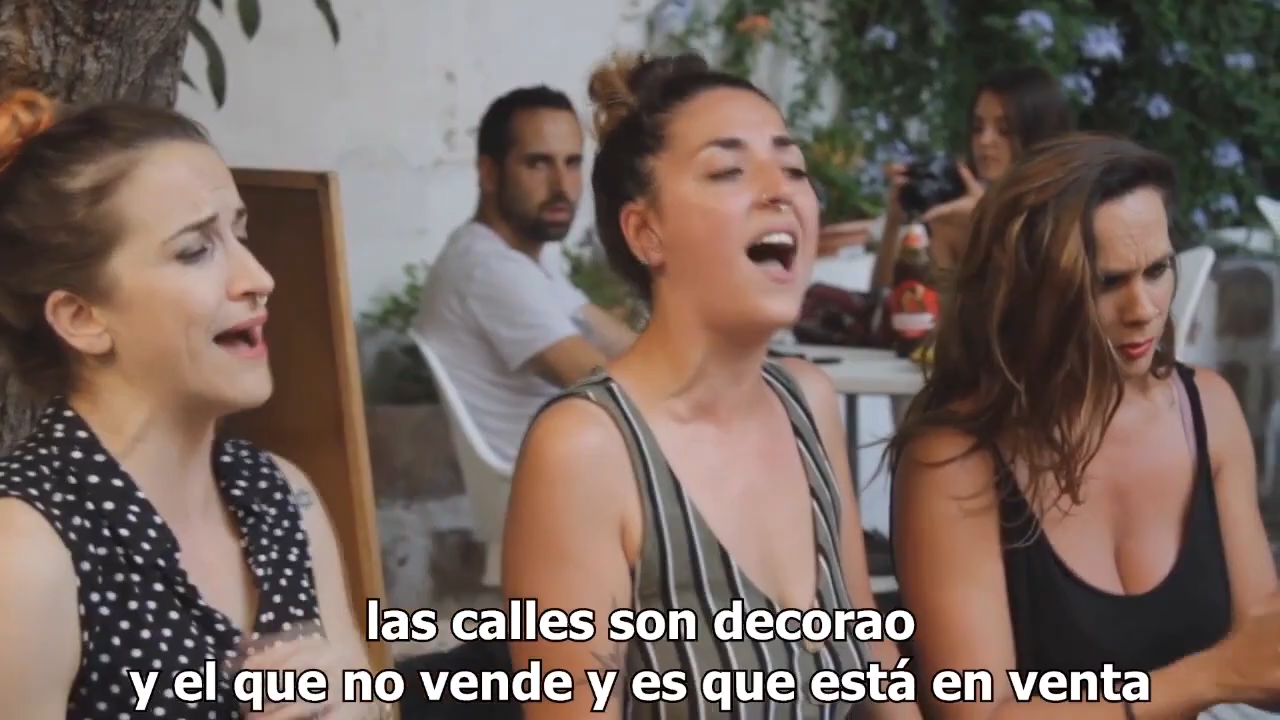 las calles son decorao
y el que no vende y es que está en venta